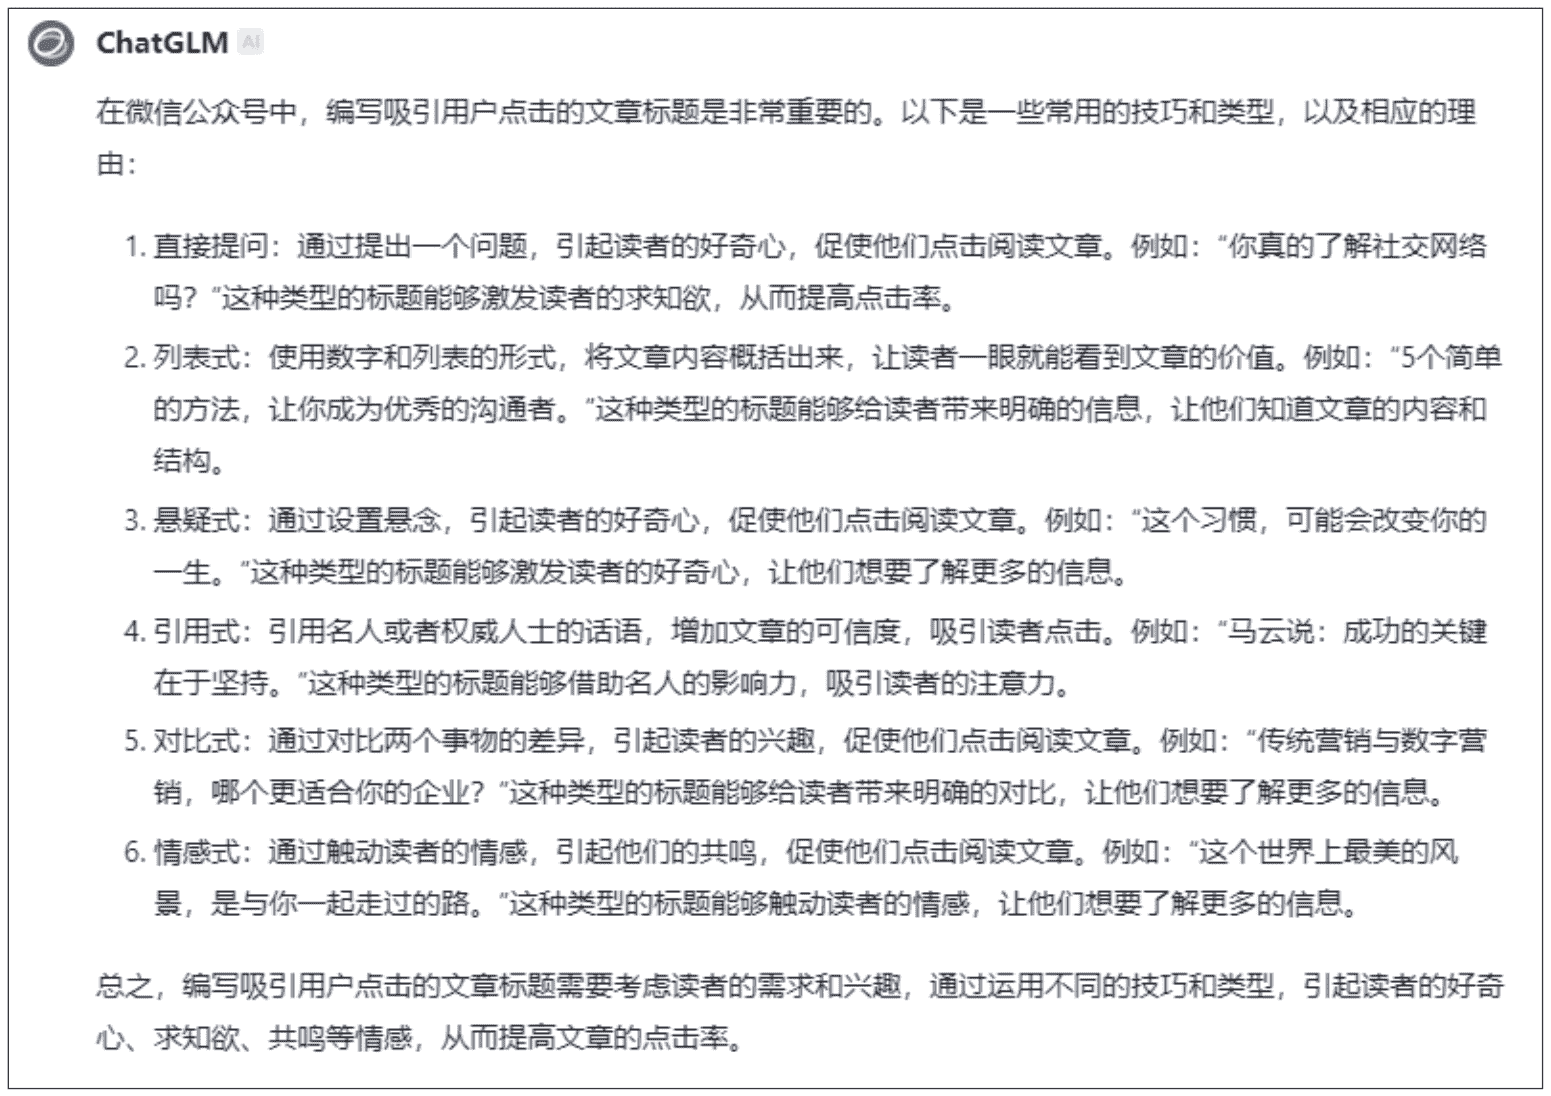 ChatGLM AI
在微信公众号中，编写吸引用户点击的文章标题是非常重要的。以下是一些常用的技巧和类型，以及相应的理
由：
1. 直接提问：通过提出一个问题，引起读者的好奇心，促使他们点击阅读文章。例如：“你真的了解社交网络
吗？”这种类型的标题能够激发读者的求知欲，从而提高点击率。
2. 列表式：使用数字和列表的形式，将文章内容概括出来，让读者一眼就能看到文章的价值。例如：“5个简单
的方法，让你成为优秀的沟通者。”这种类型的标题能够给读者带来明确的信息，让他们知道文章的内容和
结构。
3. 悬疑式：通过设置悬念，引起读者的好奇心，促使他们点击阅读文章。例如：“这个习惯，可能会改变你的
一生。”这种类型的标题能够激发读者的好奇心，让他们想要了解更多的信息。
4. 引用式：引用名人或者权威人士的话语，增加文章的可信度，吸引读者点击。例如：“马云说：成功的关键
在于坚持。”这种类型的标题能够借助名人的影响力，吸引读者的注意力。
5. 对比式：通过对比两个事物的差异，引起读者的兴趣，促使他们点击阅读文章。例如：“传统营销与数字营
销，哪个更适合你的企业？”这种类型的标题能够给读者带来明确的对比，让他们想要了解更多的信息。
6. 情感式：通过触动读者的情感，引起他们的共鸣，促使他们点击阅读文章。例如：“这个世界上最美的风
景，是与你一起走过的路。”这种类型的标题能够触动读者的情感，让他们想要了解更多的信息。
总之，编写吸引用户点击的文章标题需要考虑读者的需求和兴趣，通过运用不同的技巧和类型，引起读者的好奇
心、求知欲、共鸣等情感，从而提高文章的点击率。